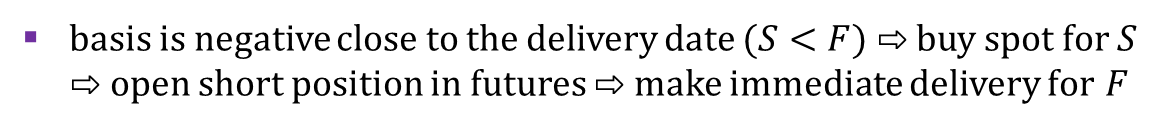 ▪ basis is negative close to the delivery date (S < F) ⇨ buy spot for S
⇨ open short position in futures ⇨ make immediate delivery for F